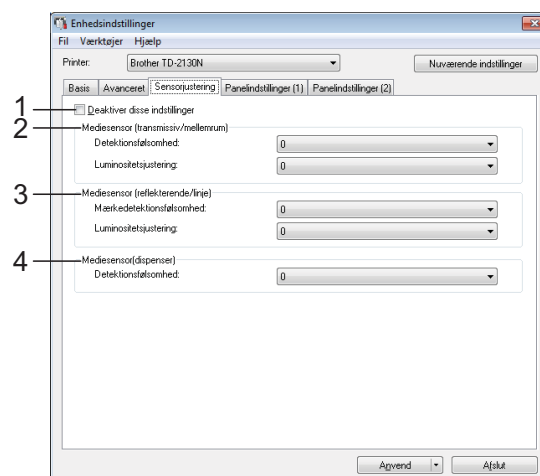 Enhedsindstillinger
Fil Værktøjer Hjælp
Printer: Brother TD-2130N Nuværende indstillinger
Basis Avanceret Sensorjustering Panelindstillinger (1) Panelindstillinger (2)
1 Deaktiver disse indstillinger
2 Mediesensor (transmissiv/mellemrum)
Detektionsfølsomhed: 0
Luminositetsjustering: 0
3 Mediesensor (reflekterende/linje)
Mærkedetektionsfølsomhed: 0
Luminositetsjustering: 0
4 Mediesensor(dispenser)
Detektionsfølsomhed: 0
Anvend Afslut